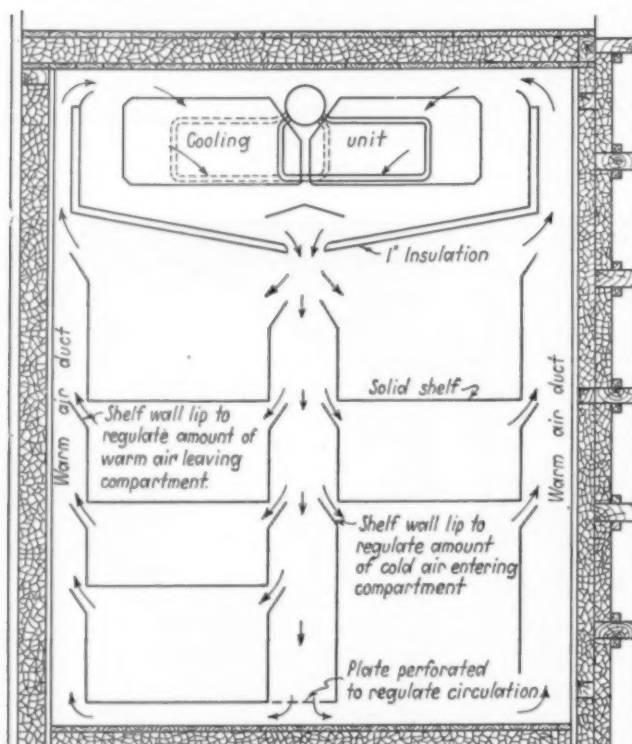 Cooling unit
1" Insulation
Warm air duct
Solid shelf
Warm air duct
Shelf wall lip to
regulate amount of
warm air leaving
compartment.
Shelf wall lip to
regulate amount
of cold air entering
compartment
Plate perforated
to regulate circulation